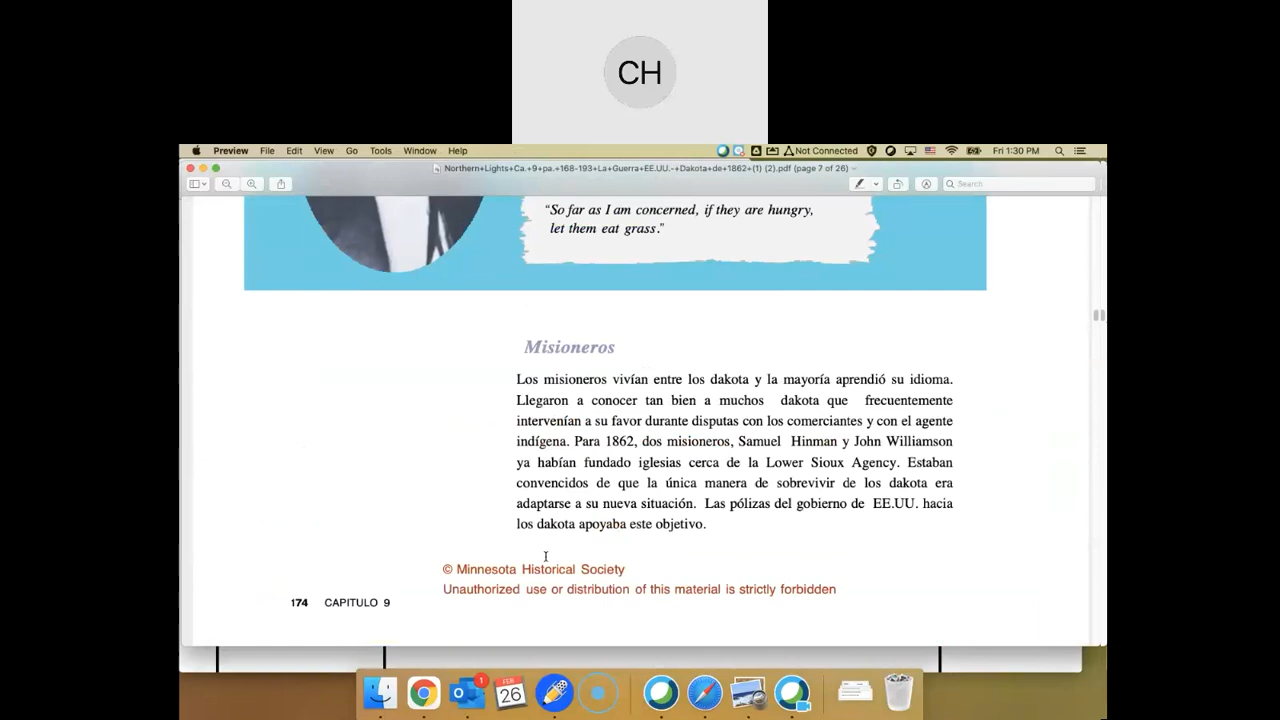 CH
Preview File Edit View Go Tools Window Help Not Connected Fri 1:30 PM
Northern+Lights+Ca.+9+pa.+168-193+La+Guerra+EE.UU.-+Dakota+de+1862+(1) (2).pdf (page 7 of 26)
Search
"So far as I am concerned, if they are hungry,
let them eat grass."
Misioneros
Los misioneros vivían entre los dakota y la mayoría aprendió su idioma.
Llegaron a conocer tan bien a muchos dakota que frecuentemente
intervenían a su favor durante disputas con los comerciantes y con el agente
indígena. Para 1862, dos misioneros, Samuel Hinman y John Williamson
ya habían fundado iglesias cerca de la Lower Sioux Agency. Estaban
convencidos de que la única manera de sobrevivir de los dakota era
adaptarse a su nueva situación. Las pólizas del gobierno de EE.UU. hacia
los dakota apoyaba este objetivo.
© Minnesota Historical Society
Unauthorized use or distribution of this material is strictly forbidden
174 CAPITULO 9
1
FEB
26